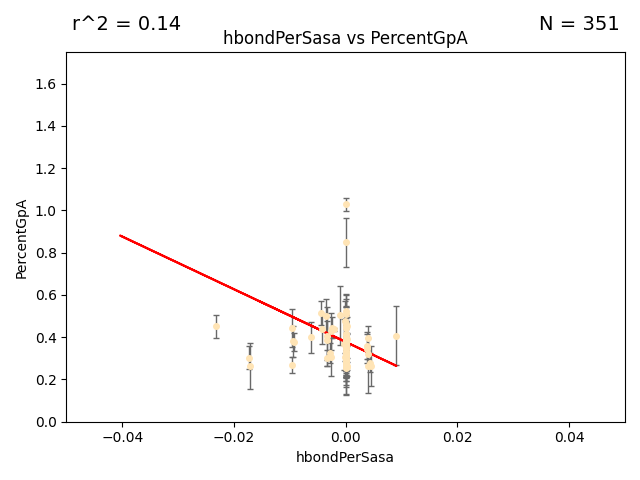 r^2 = 0.14
N = 351
hbondPerSasa vs PercentGpA
PercentGpA
1.6
1.4
1.2
1.0
0.8
0.6
0.4
0.2
0.0
−0.04
−0.02
0.00
0.02
0.04
hbondPerSasa